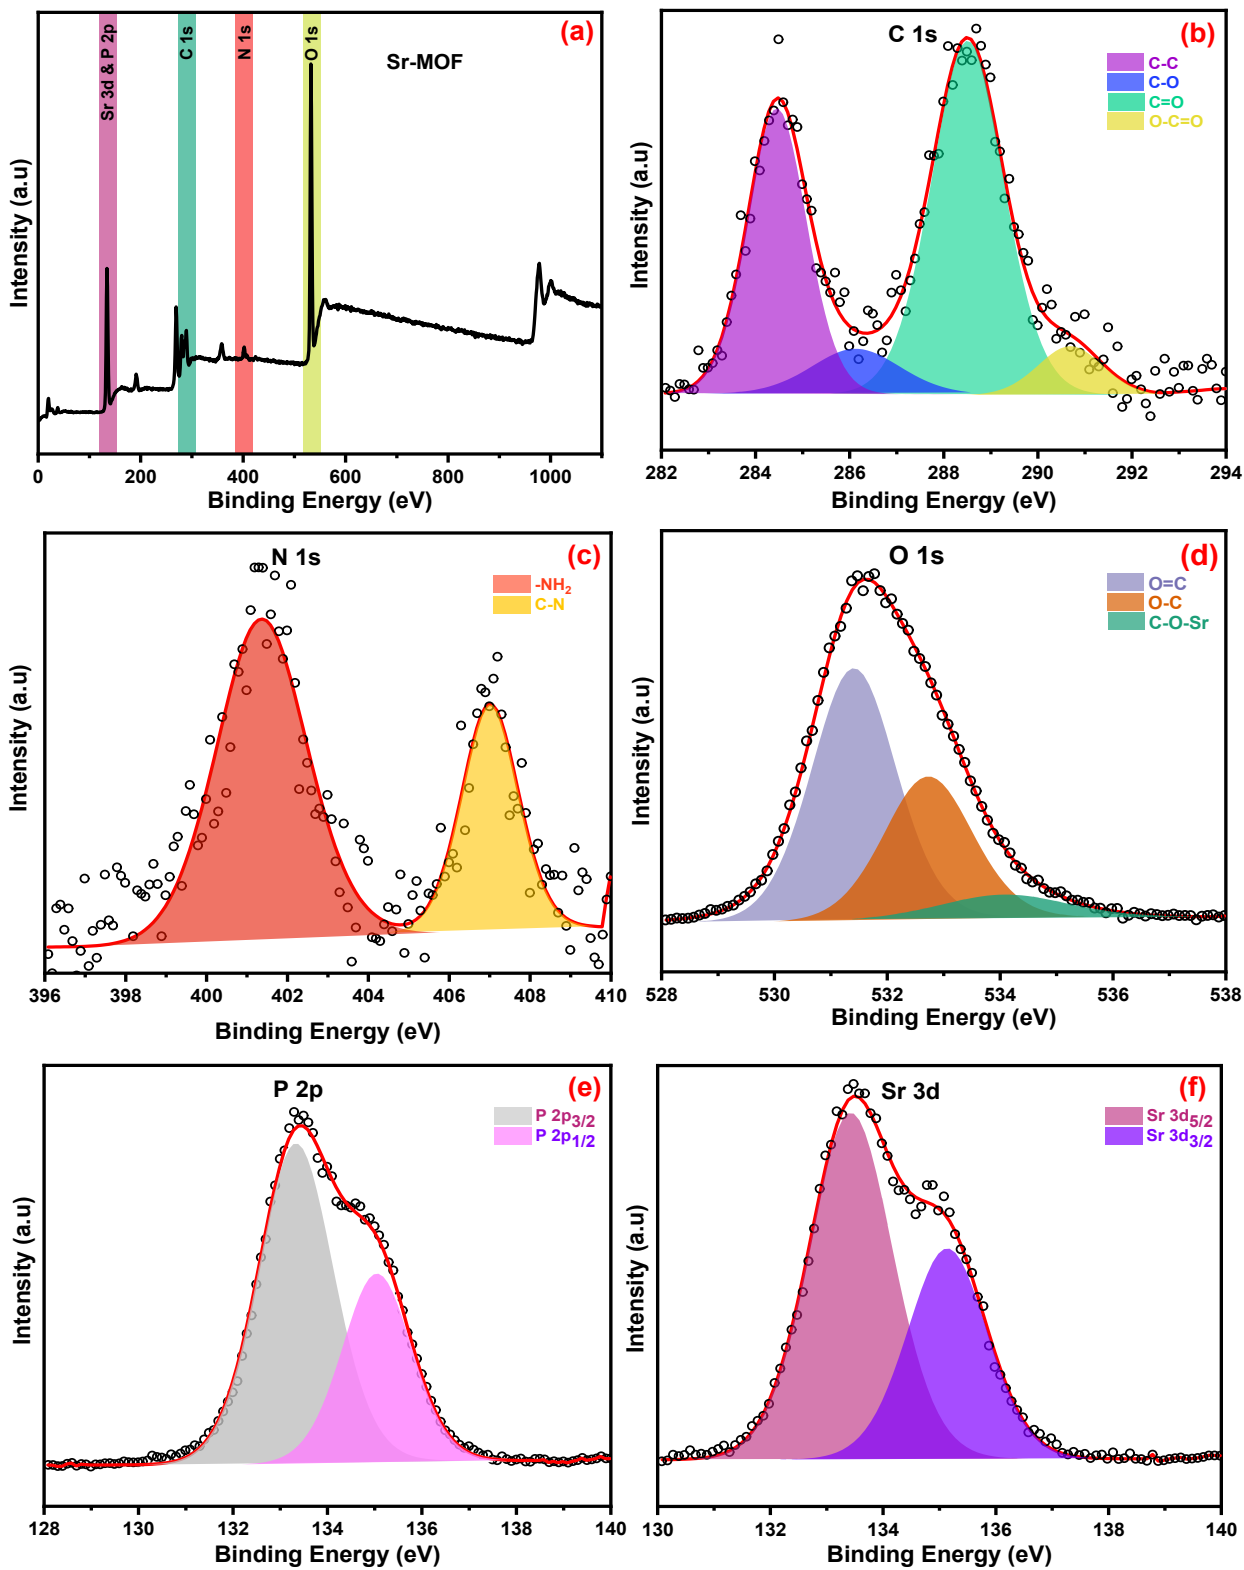 (a)
Sr-MOF
Sr 3d & P 2p
C 1s
N 1s
O 1s
Intensity (a.u)
0 200 400 600 800 1000
Binding Energy (eV)
(b)
C 1s
C-C
C-O
C=O
O-C=O
Intensity (a.u)
282 284 286 288 290 292 294
Binding Energy (eV)
(c)
N 1s
-NH2
C-N
Intensity (a.u)
396 398 400 402 404 406 408 410
Binding Energy (eV)
(d)
O 1s
O=C
O-C
C-O-Sr
Intensity (a.u)
528 530 532 534 536 538
Binding Energy (eV)
(e)
P 2p
P 2p3/2
P 2p1/2
Intensity (a.u)
128 130 132 134 136 138 140
Binding Energy (eV)
(f)
Sr 3d
Sr 3d5/2
Sr 3d3/2
Intensity (a.u)
130 132 134 136 138 140
Binding Energy (eV)